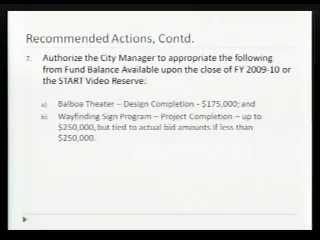 Recommended Actions, Contd.
7. Authorize the City Manager to appropriate the following
from Fund Balance Available upon the close of FY 2009-10 or
the START Video Reserve:
a) Balboa Theater – Design Completion - $175,000; and
b) Wayfinding Sign Program – Project Completion – up to
$250,000, but tied to actual bid amounts if less than
$250,000.